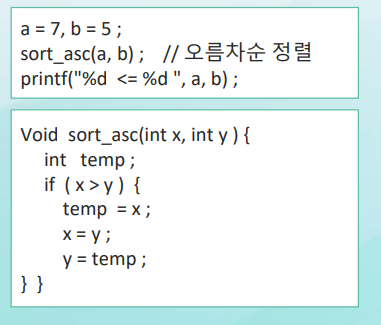 a = 7, b = 5 ;
sort_asc(a, b) ;   // 오름차순 정렬
printf("%d  <= %d ", a, b) ;
Void  sort_asc(int x, int y ) {
int   temp ;
if  ( x > y )  {
temp  = x ;
x = y ;
y = temp ;
}  }